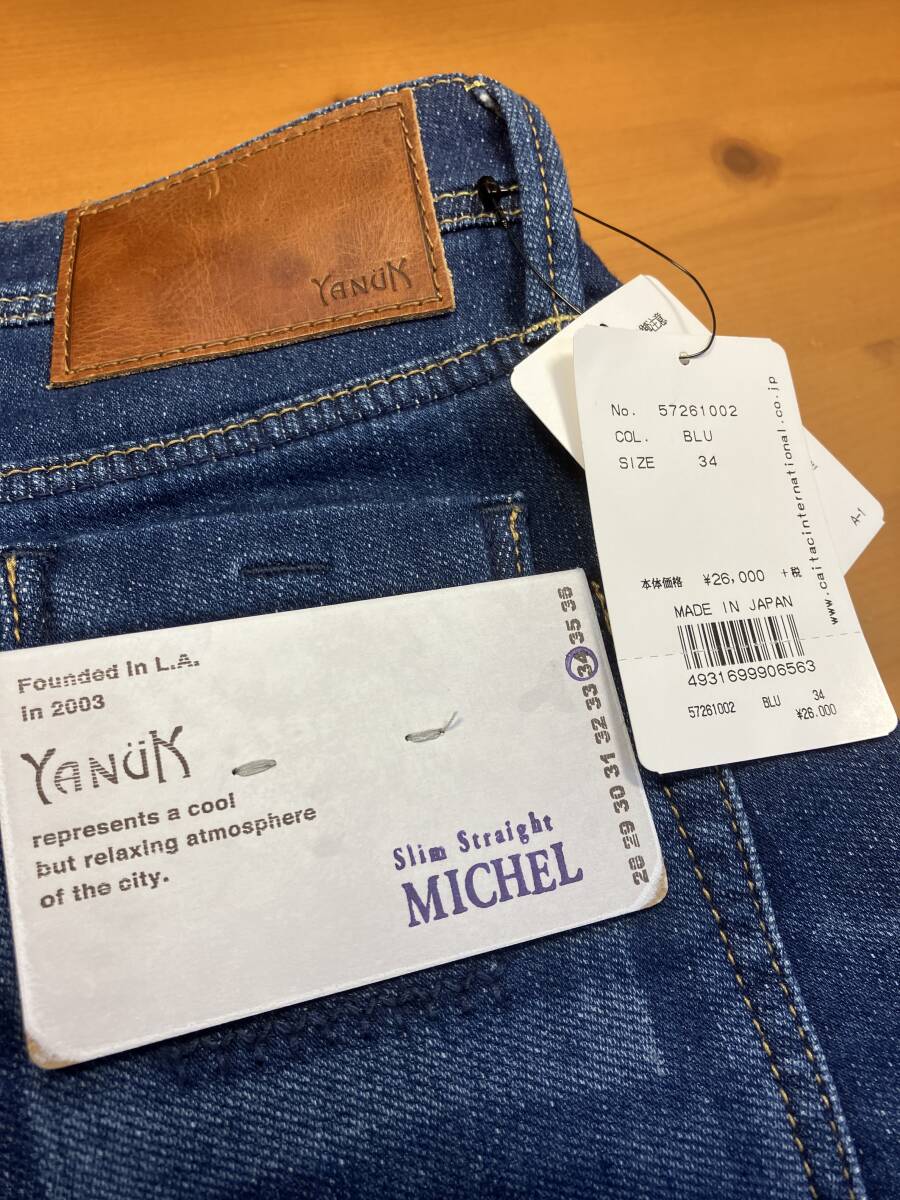 YANÜK
No. 57261002
COL. BLU
SIZE 34
本体価格 ¥26,000 +税
MADE IN JAPAN
4931699906563
57261002 BLU 34
¥26.000
www.caitacinternational.co.jp
A-1
Founded in L.A.
in 2003
YANÜK
represents a cool
but relaxing atmosphere
of the city.
Slim Straight
MICHEL
28 29 30 31 32 33 34 35 36